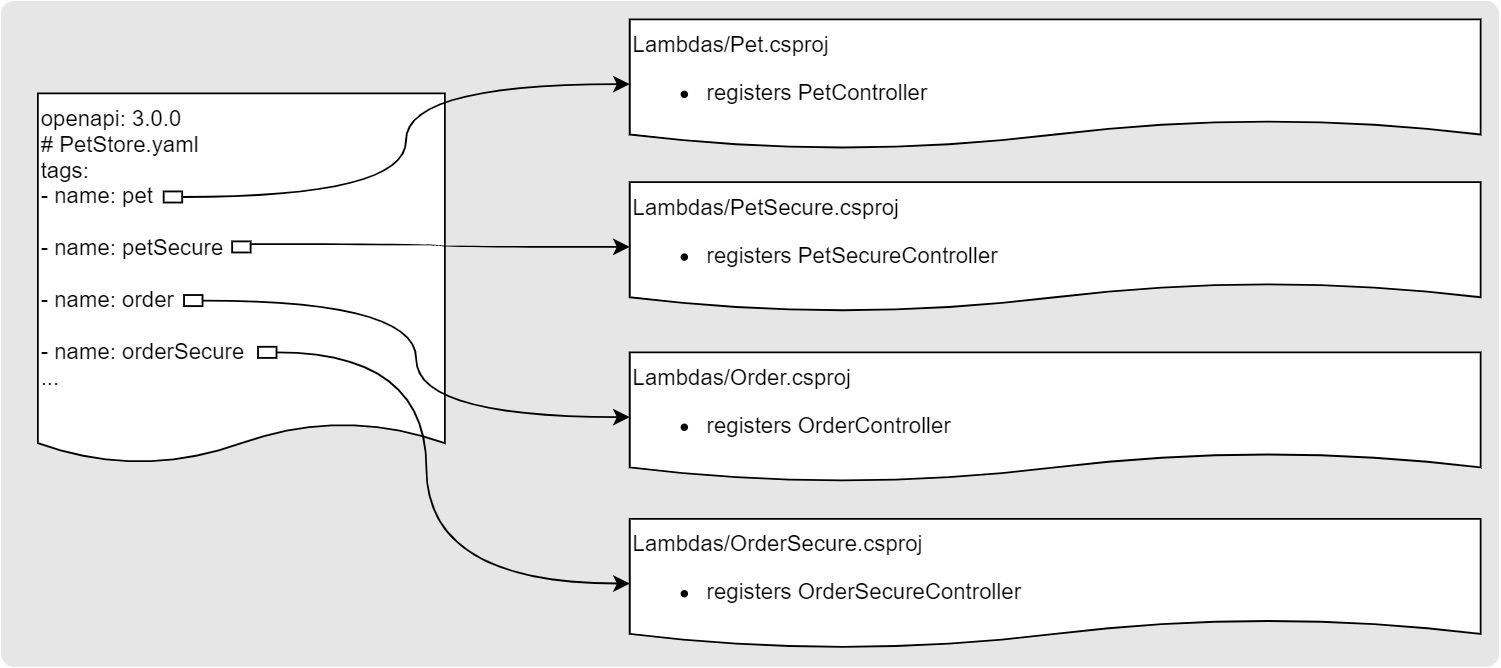 openapi: 3.0.0
# PetStore.yaml
tags:
- name: pet
- name: petSecure
- name: order
- name: orderSecure
...
Lambdas/Pet.csproj
• registers PetController
Lambdas/PetSecure.csproj
• registers PetSecureController
Lambdas/Order.csproj
• registers OrderController
Lambdas/OrderSecure.csproj
• registers OrderSecureController